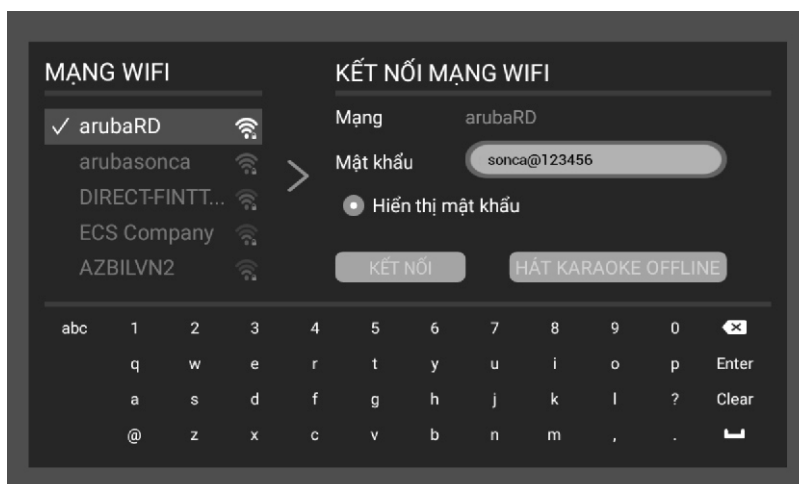 MẠNG WIFI
KẾT NỐI MẠNG WIFI
✓ arubaRD
arubasonca
DIRECT-FINTT...
ECS Company
AZBILVN2
>
Mạng arubaRD
Mật khẩu sonca@123456
Hiển thị mật khẩu
KẾT NỐI HÁT KARAOKE OFFLINE
abc 1 2 3 4 5 6 7 8 9 0
q w e r t y u i o p Enter
a s d f g h j k l ? Clear
@ z x c v b n m , .